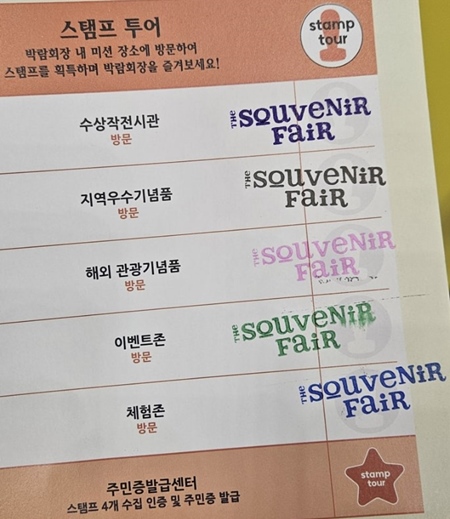 스탬프 투어
박람회장 내 미션 장소에 방문하여
스탬프를 획득하며 박람회장을 즐겨보세요!
stamp
tour
수상작전시관
방문
THE SOUVENIR
FAIR
지역우수기념품
방문
THE SOUVENIR
FAIR
해외 관광기념품
방문
THE SOUVENIR
FAIR
이벤트존
방문
THE SOUVENIR
FAIR
체험존
방문
THE SOUVENIR
FAIR
주민증발급센터
스탬프 4개 수집 인증 및 주민증 발급
stamp
tour